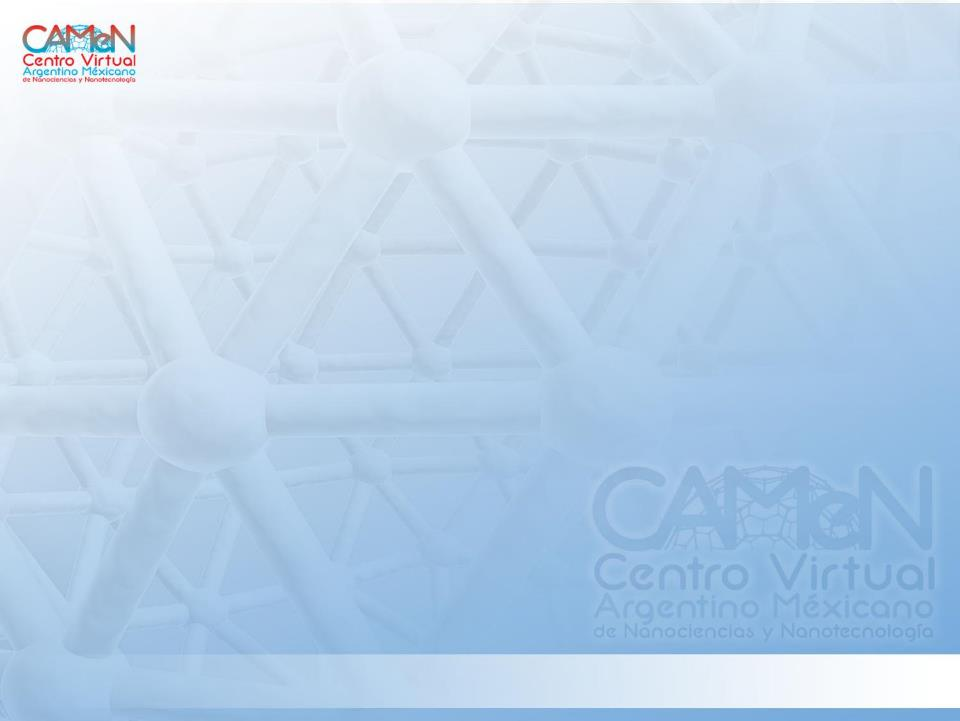 CAMeN
Centro Virtual
Argentino Méxicano
de Nanociencias y Nanotecnología
CAMeN
Centro Virtual
Argentino Méxicano
de Nanociencias y Nanotecnología